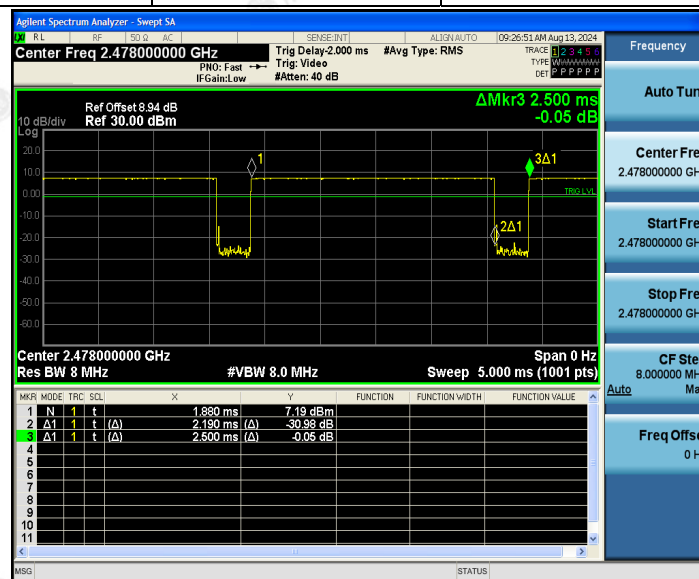 Agilent Spectrum Analyzer - Swept SA
LXI RL RF 50 Ω AC SENSE:INT ALIGN AUTO 09:26:51 AM Aug 13, 2024
Center Freq 2.478000000 GHz
PNO: Fast
IFGain:Low
Trig Delay-2.000 ms
Trig: Video
#Atten: 40 dB
#Avg Type: RMS
TRACE 1 2 3 4 5 6
TYPE W
DET P P P P P P
Frequency
Auto Tun
Ref Offset 8.94 dB
Ref 30.00 dBm
ΔMkr3 2.500 ms
-0.05 dB
10 dB/div
Log
20.0
10.0
0.00
-10.0
-20.0
-30.0
-40.0
-50.0
-60.0
1
3Δ1
TRIG LVL
2Δ1
Center Fre
2.478000000 GH
Start Fre
2.478000000 GH
Stop Fre
2.478000000 GH
CF Ste
8.000000 MH
Auto Ma
Freq Offse
0 H
Center 2.478000000 GHz Span 0 Hz
Res BW 8 MHz #VBW 8.0 MHz Sweep 5.000 ms (1001 pts)
MKR MODE TRC SCL X Y FUNCTION FUNCTION WIDTH FUNCTION VALUE
1 N 1 t 1.880 ms 7.19 dBm
2 Δ1 1 t (Δ) 2.190 ms (Δ) -30.98 dB
3 Δ1 1 t (Δ) 2.500 ms (Δ) -0.05 dB
4
5
6
7
8
9
10
11
MSG STATUS